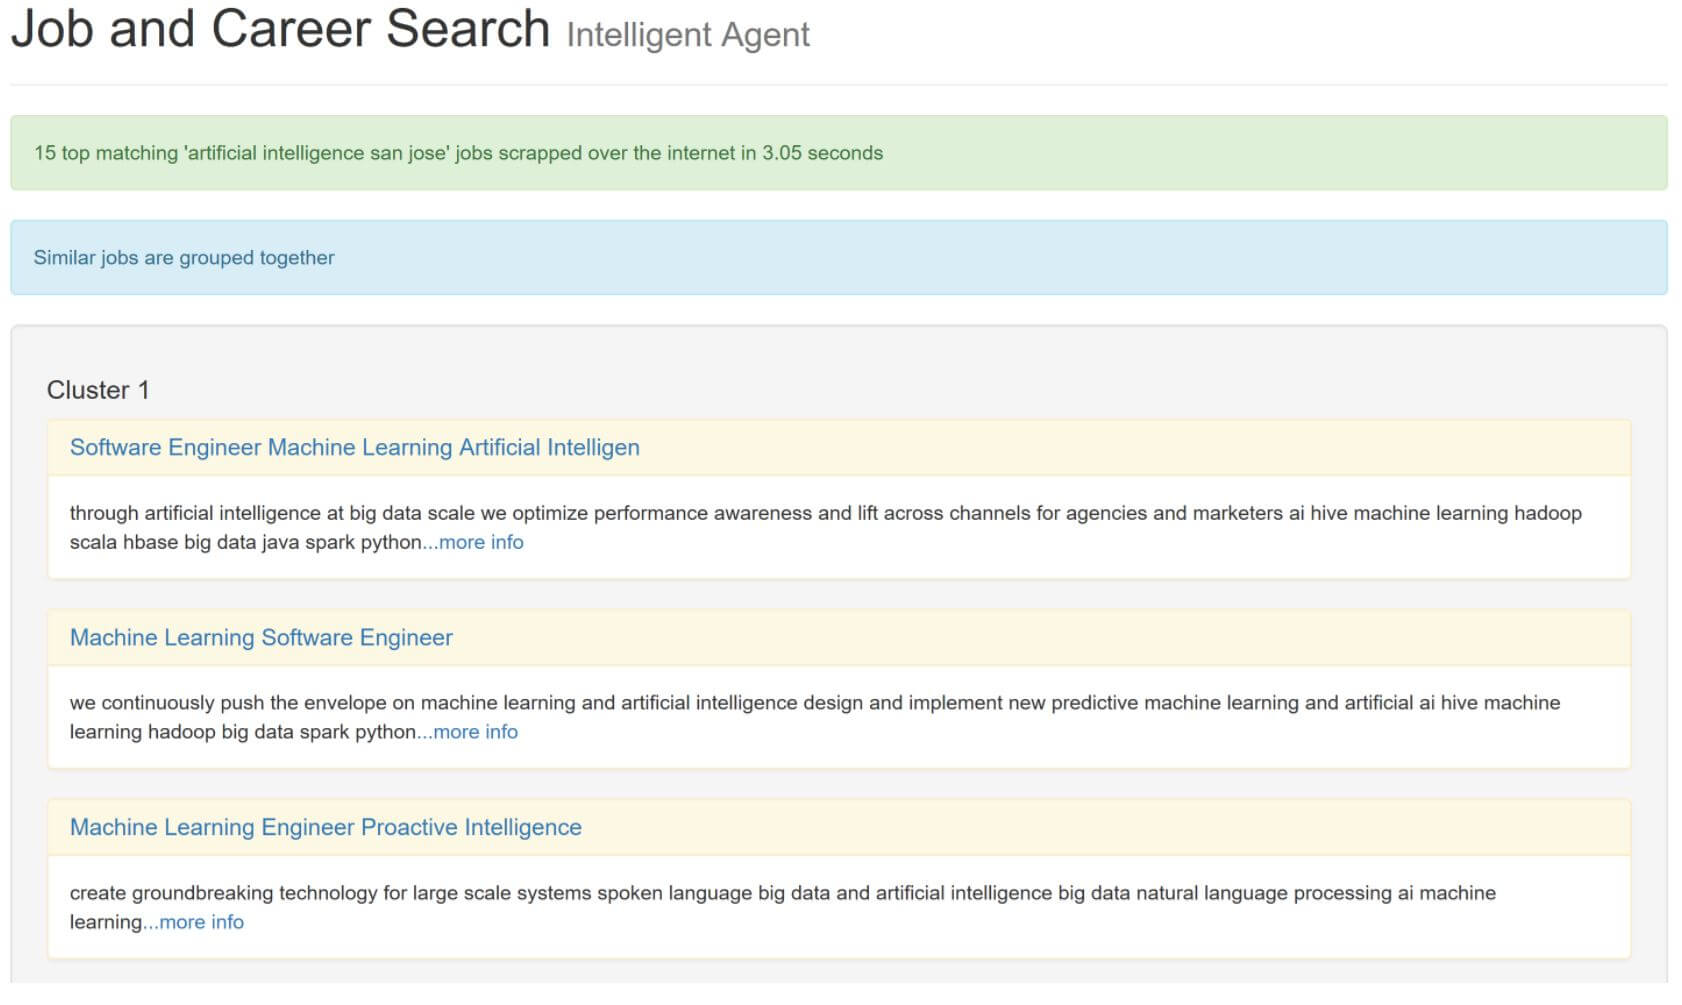 Job and Career Search Intelligent Agent
15 top matching 'artificial intelligence san jose' jobs scrapped over the internet in 3.05 seconds
Similar jobs are grouped together
Cluster 1
Software Engineer Machine Learning Artificial Intelligen
through artificial intelligence at big data scale we optimize performance awareness and lift across channels for agencies and marketers ai hive machine learning hadoop
scala hbase big data java spark python...more info
Machine Learning Software Engineer
we continuously push the envelope on machine learning and artificial intelligence design and implement new predictive machine learning and artificial ai hive machine
learning hadoop big data spark python...more info
Machine Learning Engineer Proactive Intelligence
create groundbreaking technology for large scale systems spoken language big data and artificial intelligence big data natural language processing ai machine
learning...more info